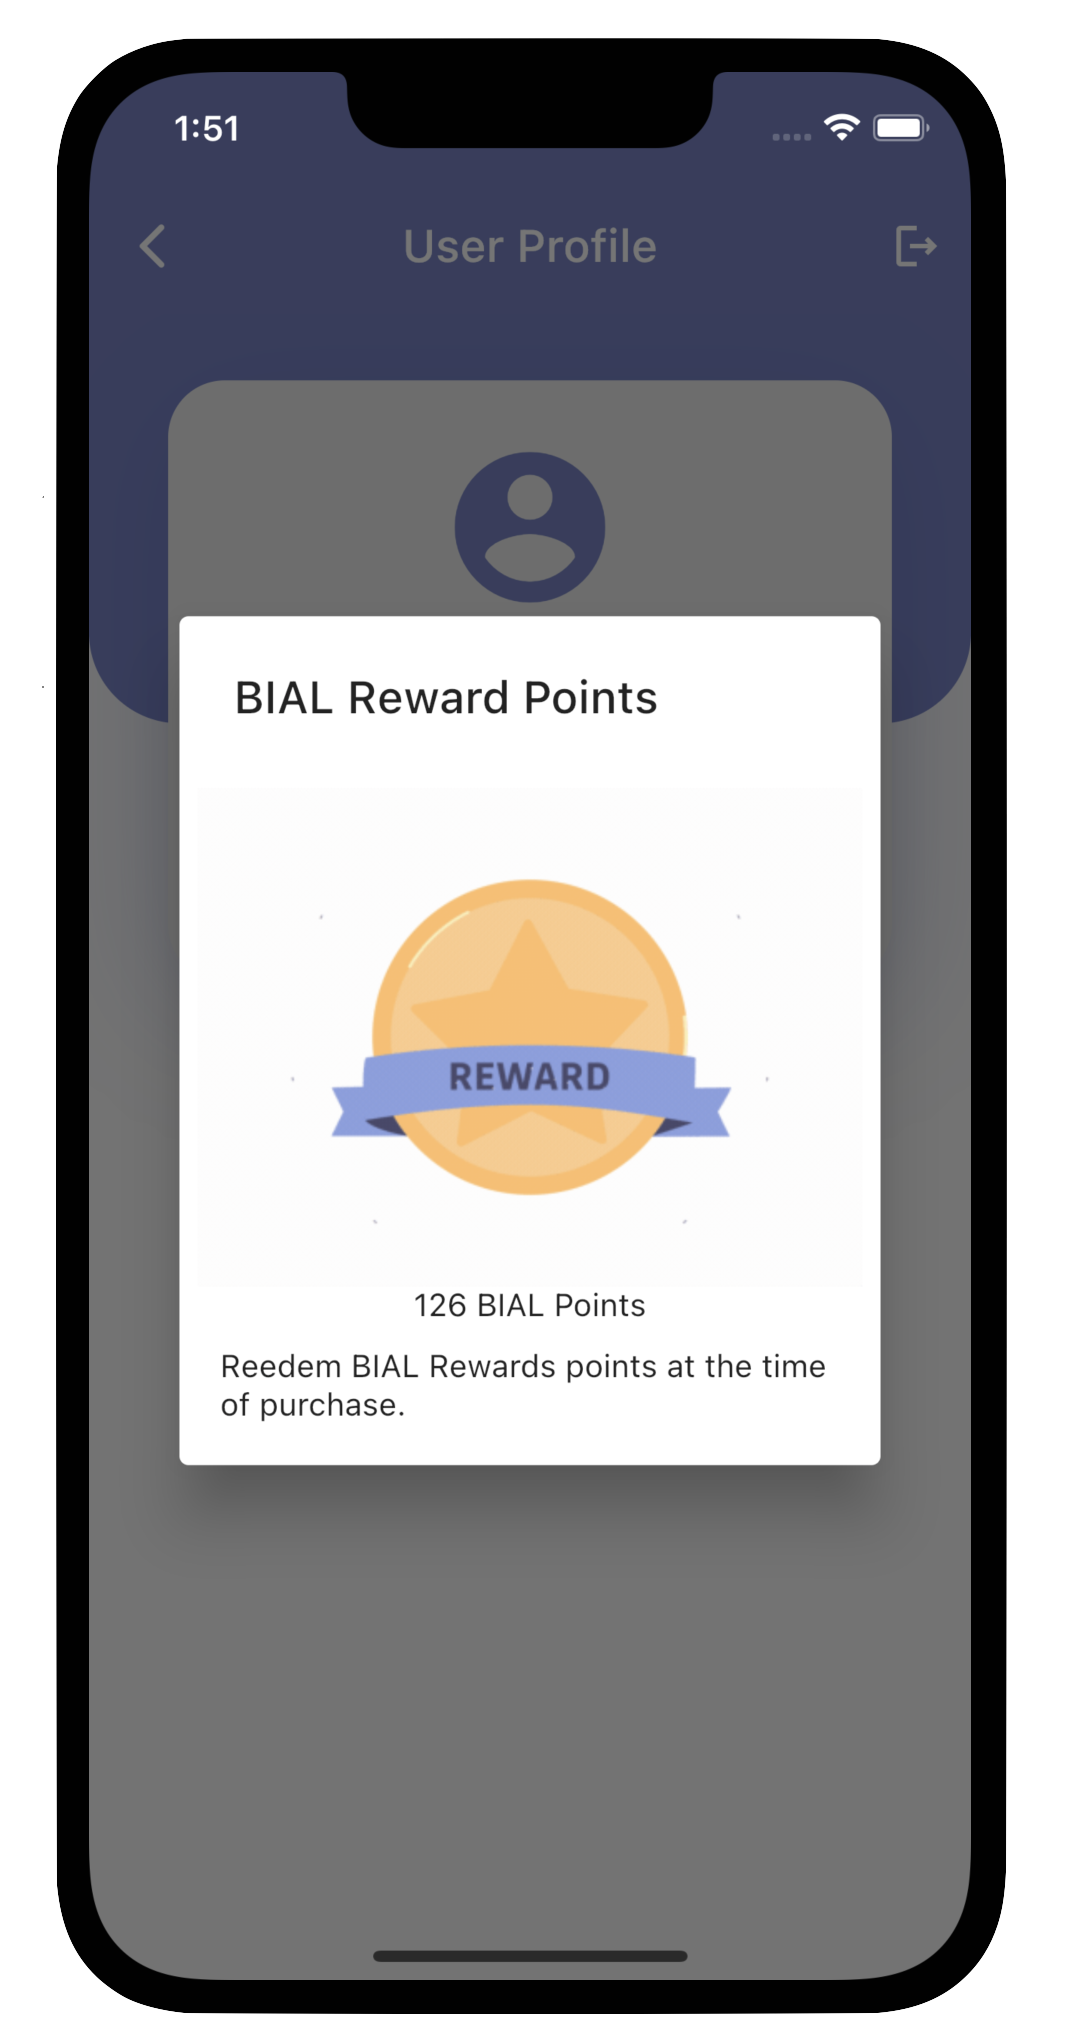 1:51
User Profile
BIAL Reward Points
REWARD
126 BIAL Points
Reedem BIAL Rewards points at the time
of purchase.